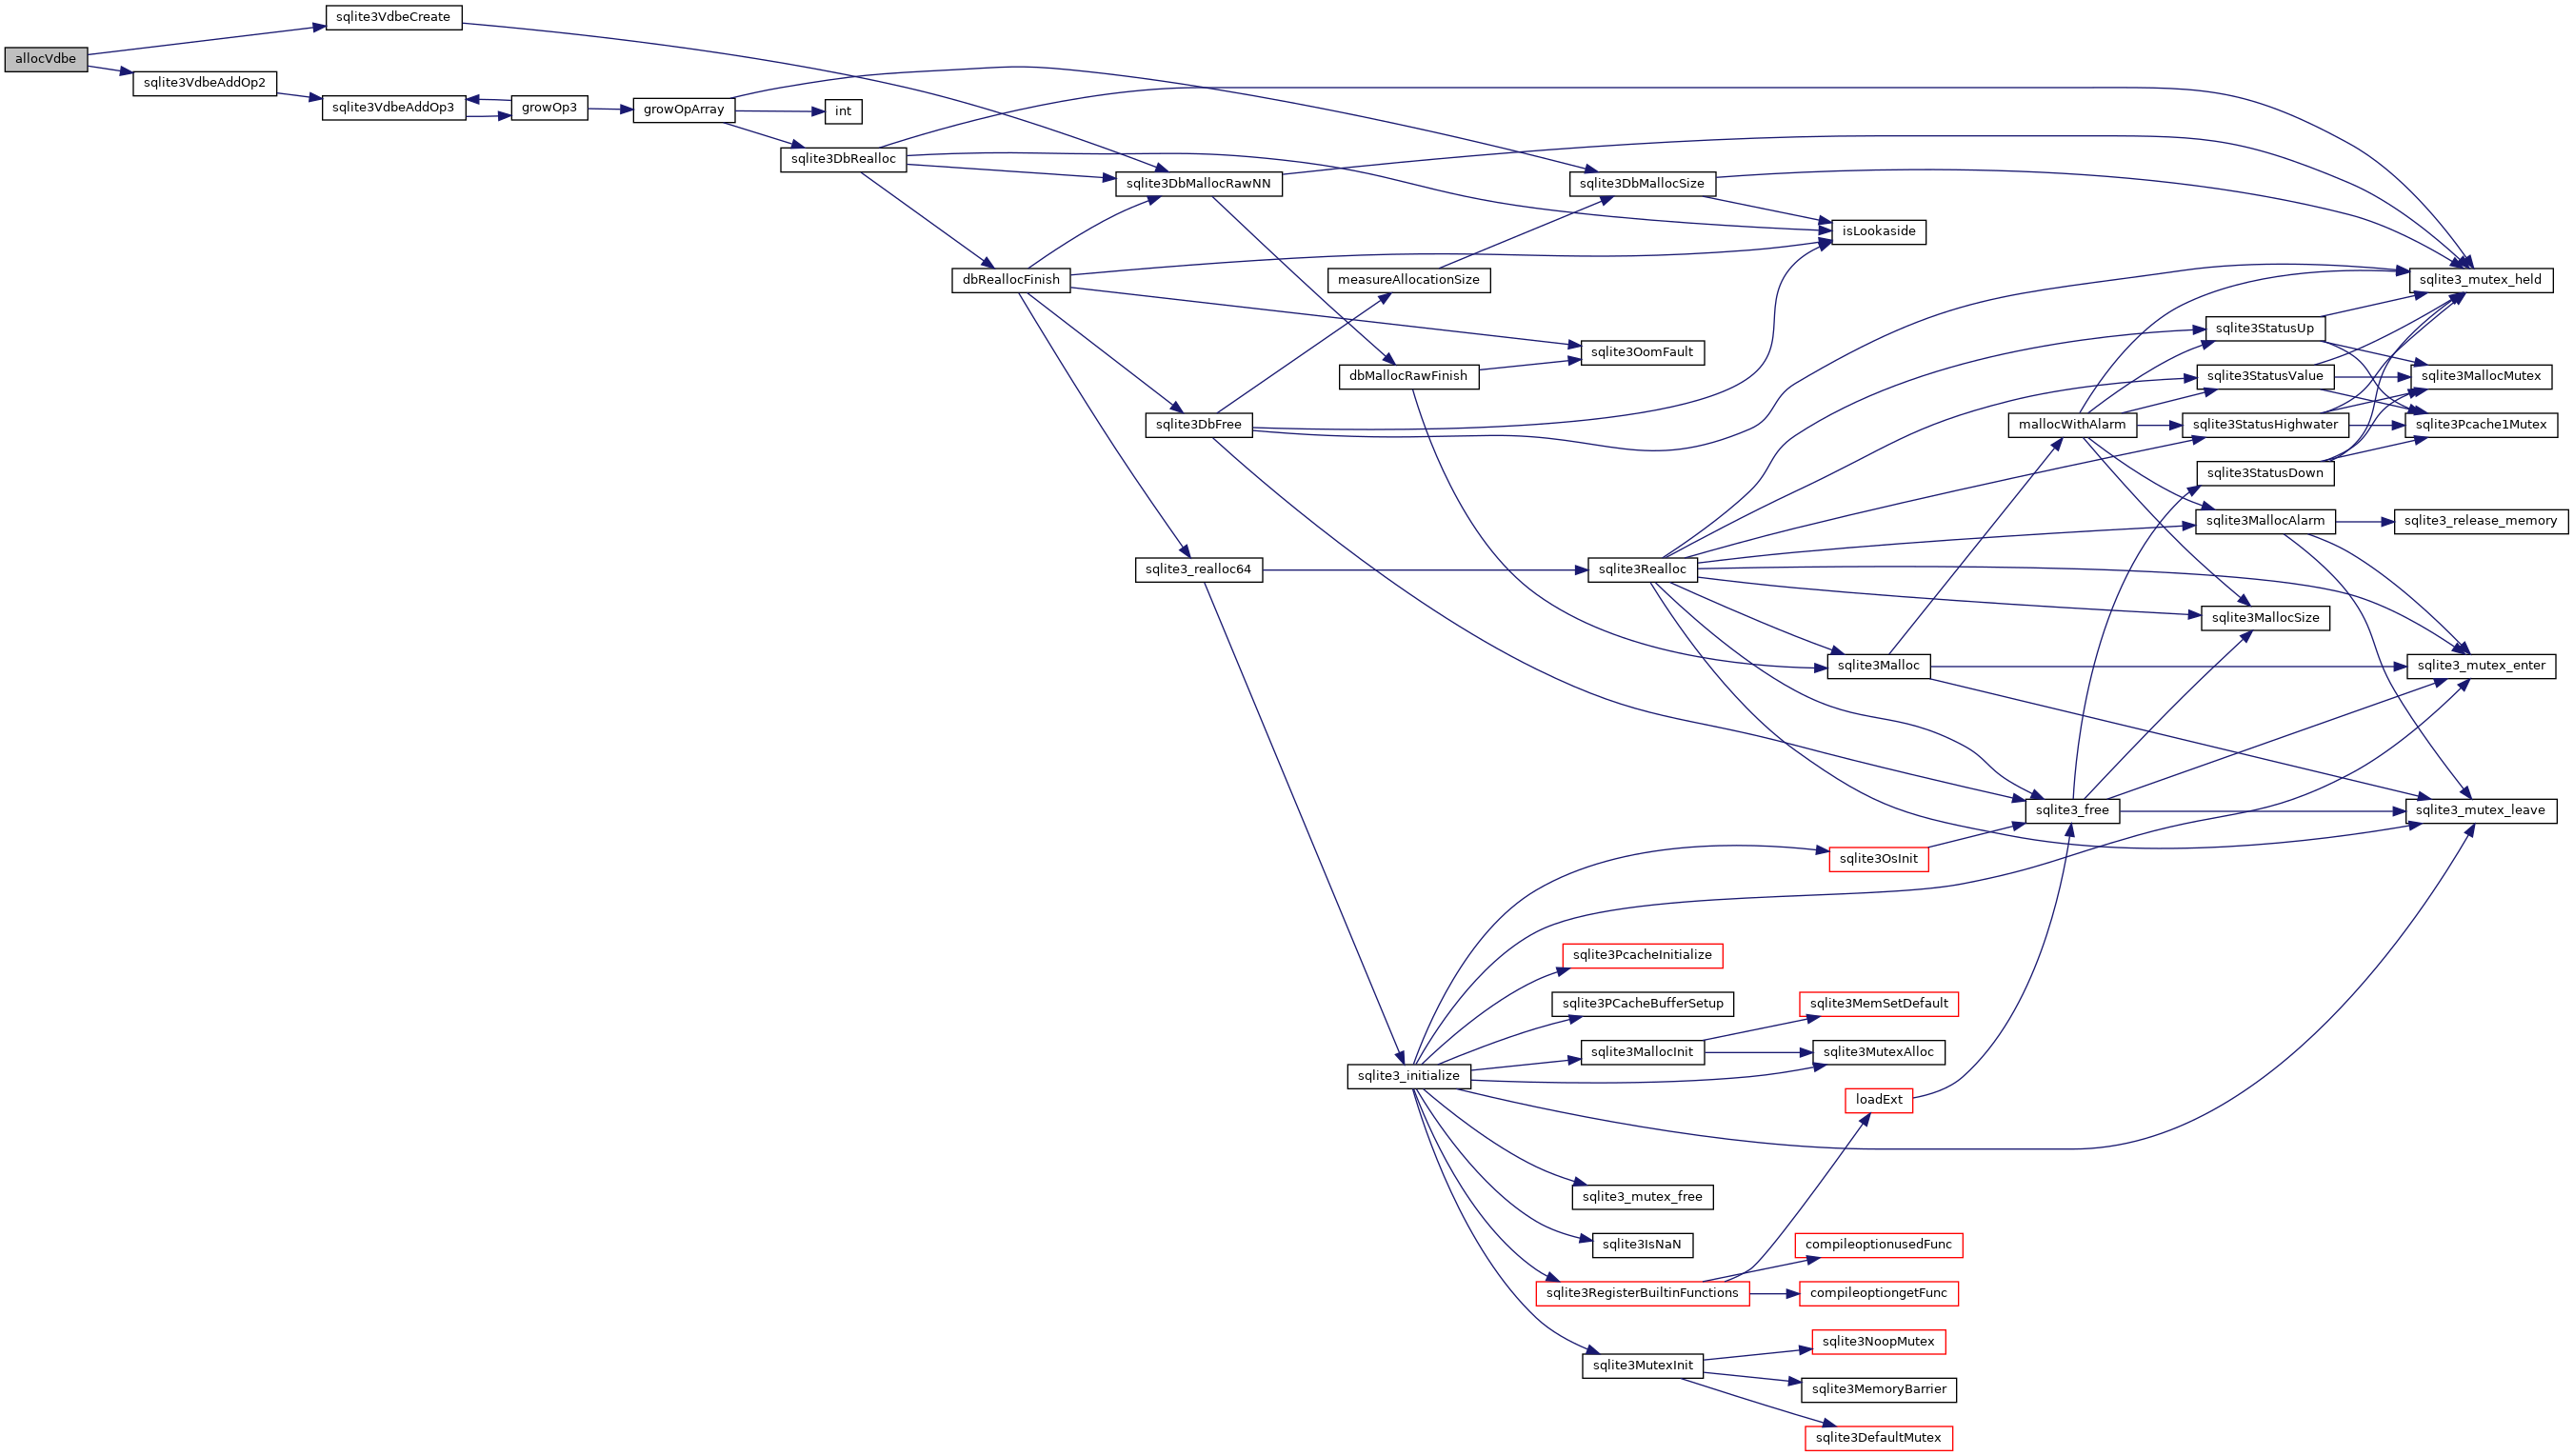 allocVdbe
sqlite3VdbeCreate
sqlite3VdbeAddOp2
sqlite3VdbeAddOp3
growOp3
growOpArray
int
sqlite3DbRealloc
sqlite3DbMallocRawNN
sqlite3DbMallocSize
isLookaside
dbReallocFinish
measureAllocationSize
sqlite3_mutex_held
sqlite3OomFault
dbMallocRawFinish
sqlite3StatusUp
sqlite3StatusValue
sqlite3MallocMutex
sqlite3DbFree
mallocWithAlarm
sqlite3StatusHighwater
sqlite3Pcache1Mutex
sqlite3StatusDown
sqlite3MallocAlarm
sqlite3_release_memory
sqlite3_realloc64
sqlite3Realloc
sqlite3MallocSize
sqlite3Malloc
sqlite3_mutex_enter
sqlite3_free
sqlite3_mutex_leave
sqlite3OsInit
sqlite3PcacheInitialize
sqlite3PCacheBufferSetup
sqlite3MemSetDefault
sqlite3MallocInit
sqlite3MutexAlloc
sqlite3_initialize
loadExt
sqlite3_mutex_free
sqlite3IsNaN
compileoptionusedFunc
sqlite3RegisterBuiltinFunctions
compileoptiongetFunc
sqlite3NoopMutex
sqlite3MutexInit
sqlite3MemoryBarrier
sqlite3DefaultMutex